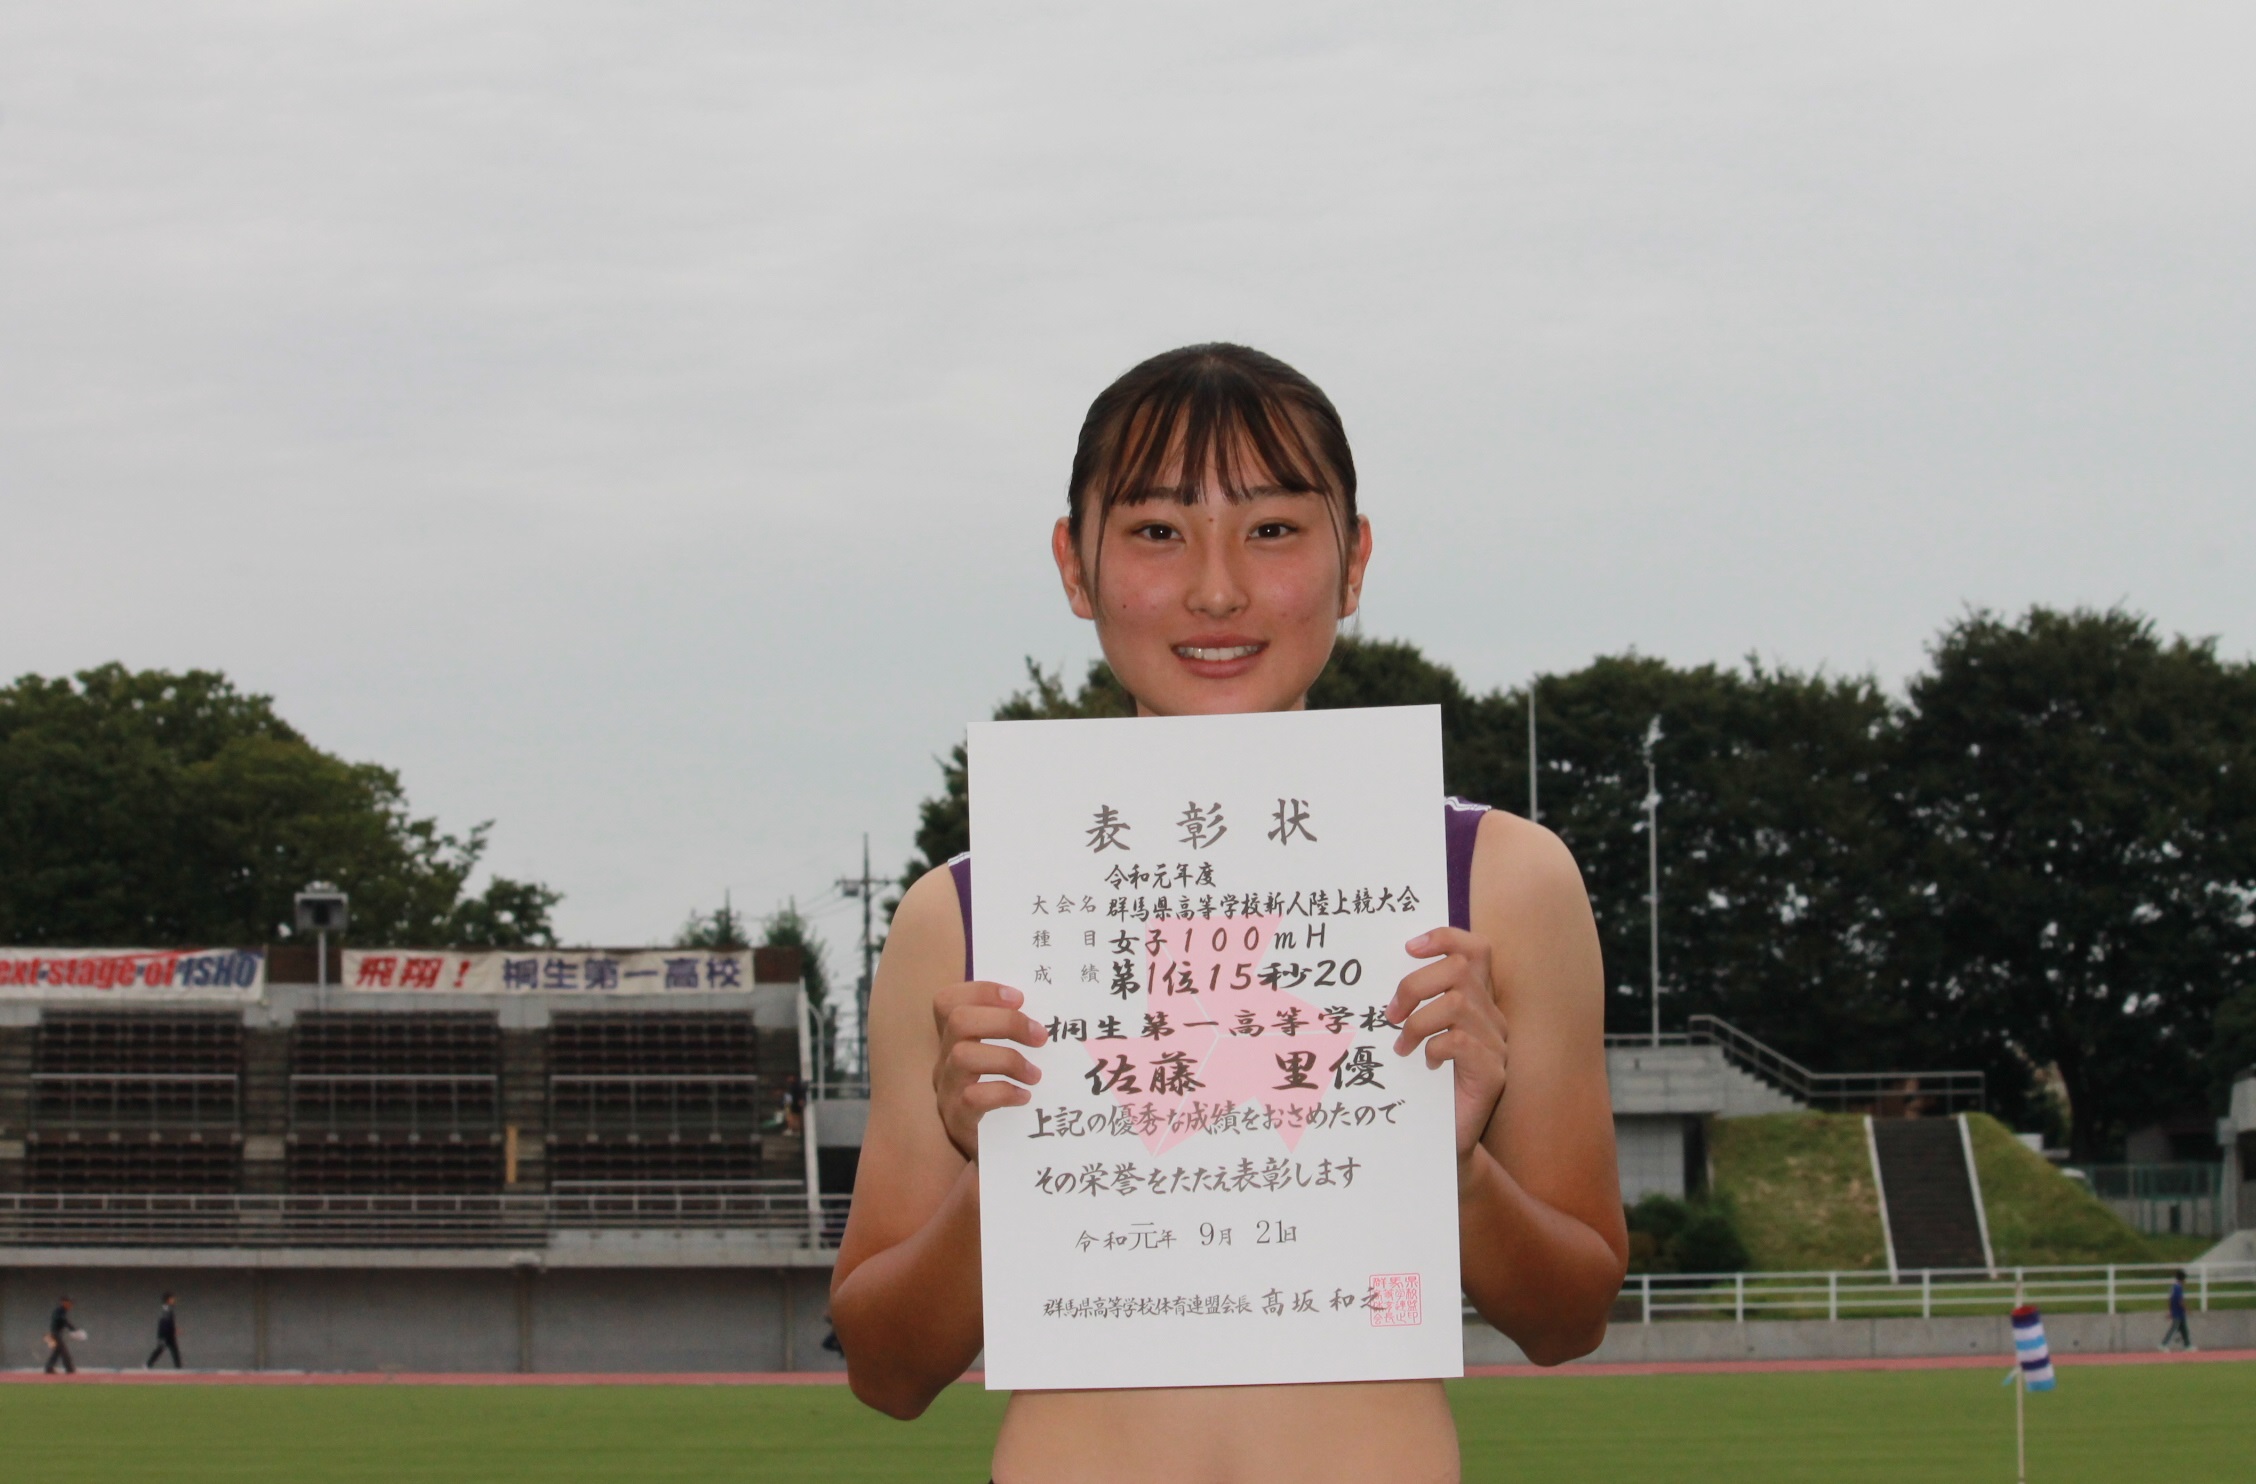 ext stage of ISHO
飛翔! 桐生第一高校
表彰状
令和元年度
大会名 群馬県高等学校新人陸上競技大会
種目 女子100mH
成績 第1位15秒20
桐生第一高等学校
佐藤 里優
上記の優秀な成績をおさめたので
その栄誉をたたえ表彰します
令和元年 9月 21日
群馬県高等学校体育連盟会長 高坂 和之